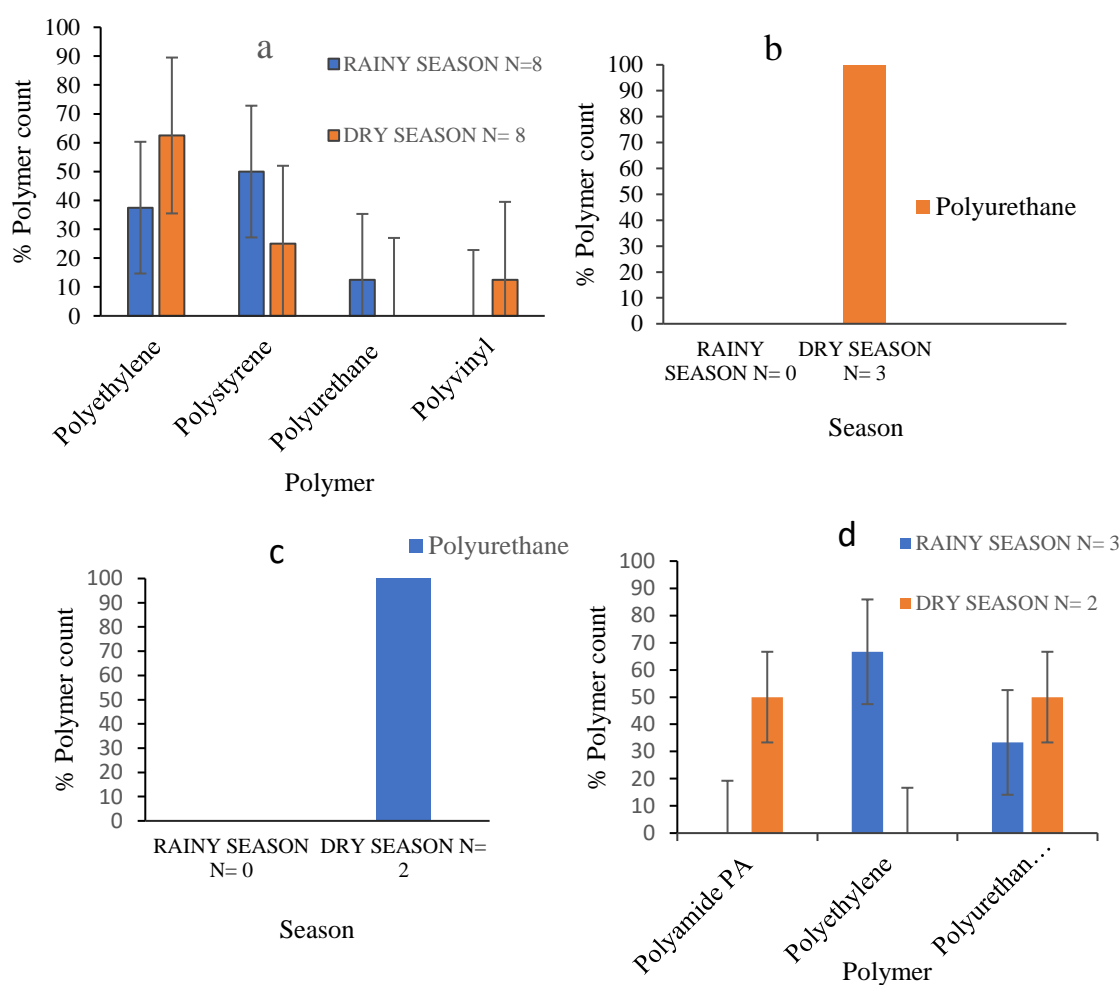 a
RAINY SEASON N=8
DRY SEASON N= 8
% Polymer count
100
90
80
70
60
50
40
30
20
10
0
Polyethylene
Polystyrene
Polyurethane
Polyvinyl
Polymer
b
% Polymer count
100
90
80
70
60
50
40
30
20
10
0
Polyurethane
RAINY
SEASON N= 0
DRY SEASON
N= 3
Season
c
Polyurethane
% Polymer count
100
90
80
70
60
50
40
30
20
10
0
RAINY SEASON
N= 0
DRY SEASON N=
2
Season
d
RAINY SEASON N= 3
DRY SEASON N= 2
% Polymer count
100
90
80
70
60
50
40
30
20
10
0
Polyamide PA
Polyethylene
Polyurethan…
Polymer